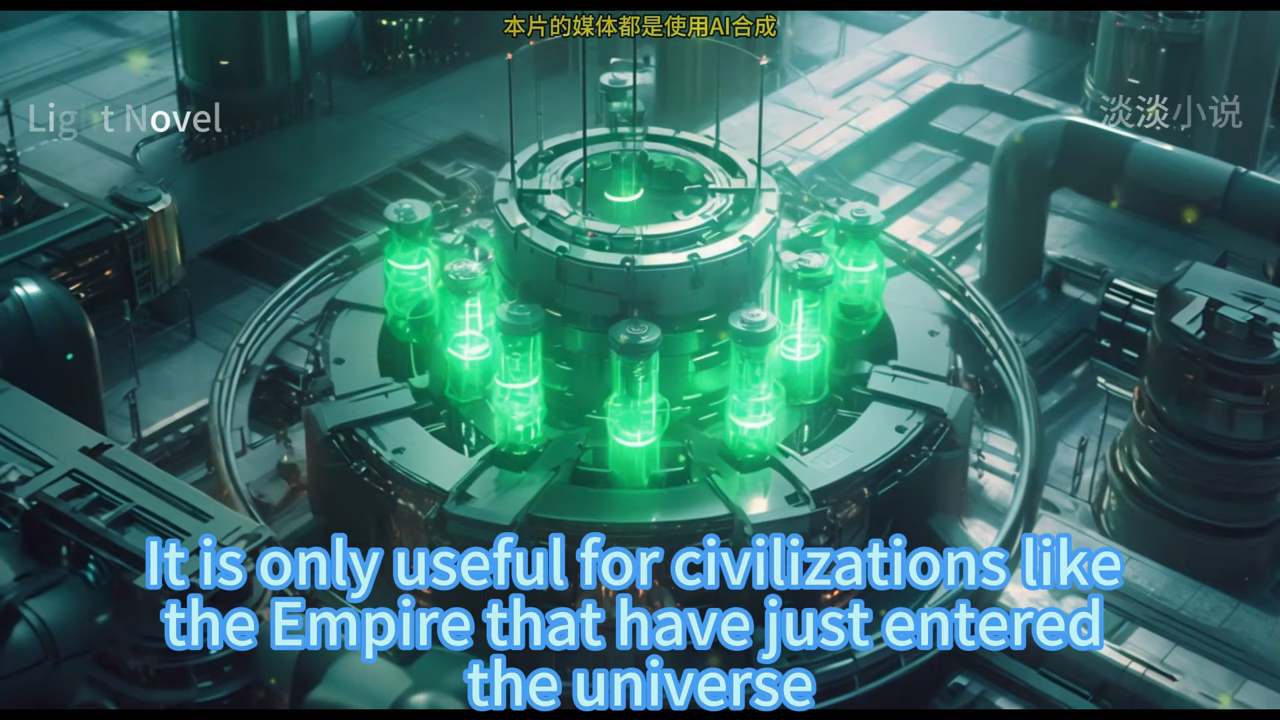 本片的媒体都是使用AI合成
Light Novel
淡淡小说
It is only useful for civilizations like
the Empire that have just entered
the universe